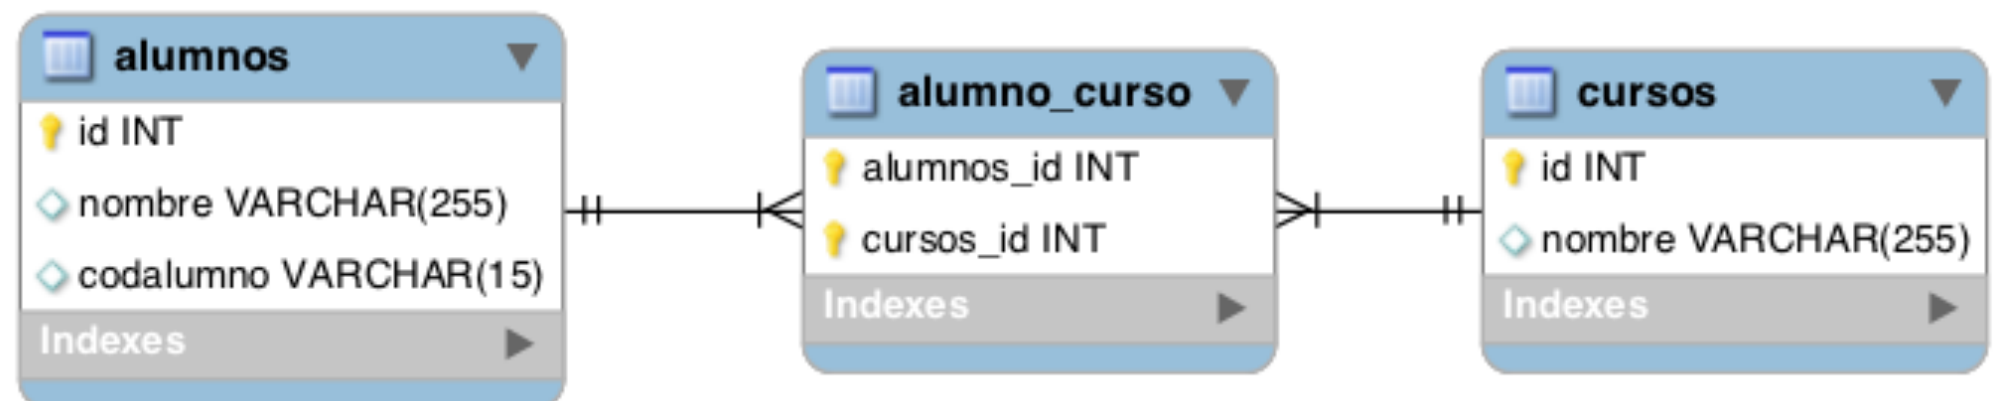 alumnos
id INT
nombre VARCHAR(255)
codalumno VARCHAR(15)
Indexes
alumno_curso
alumnos_id INT
cursos_id INT
Indexes
cursos
id INT
nombre VARCHAR(255)
Indexes